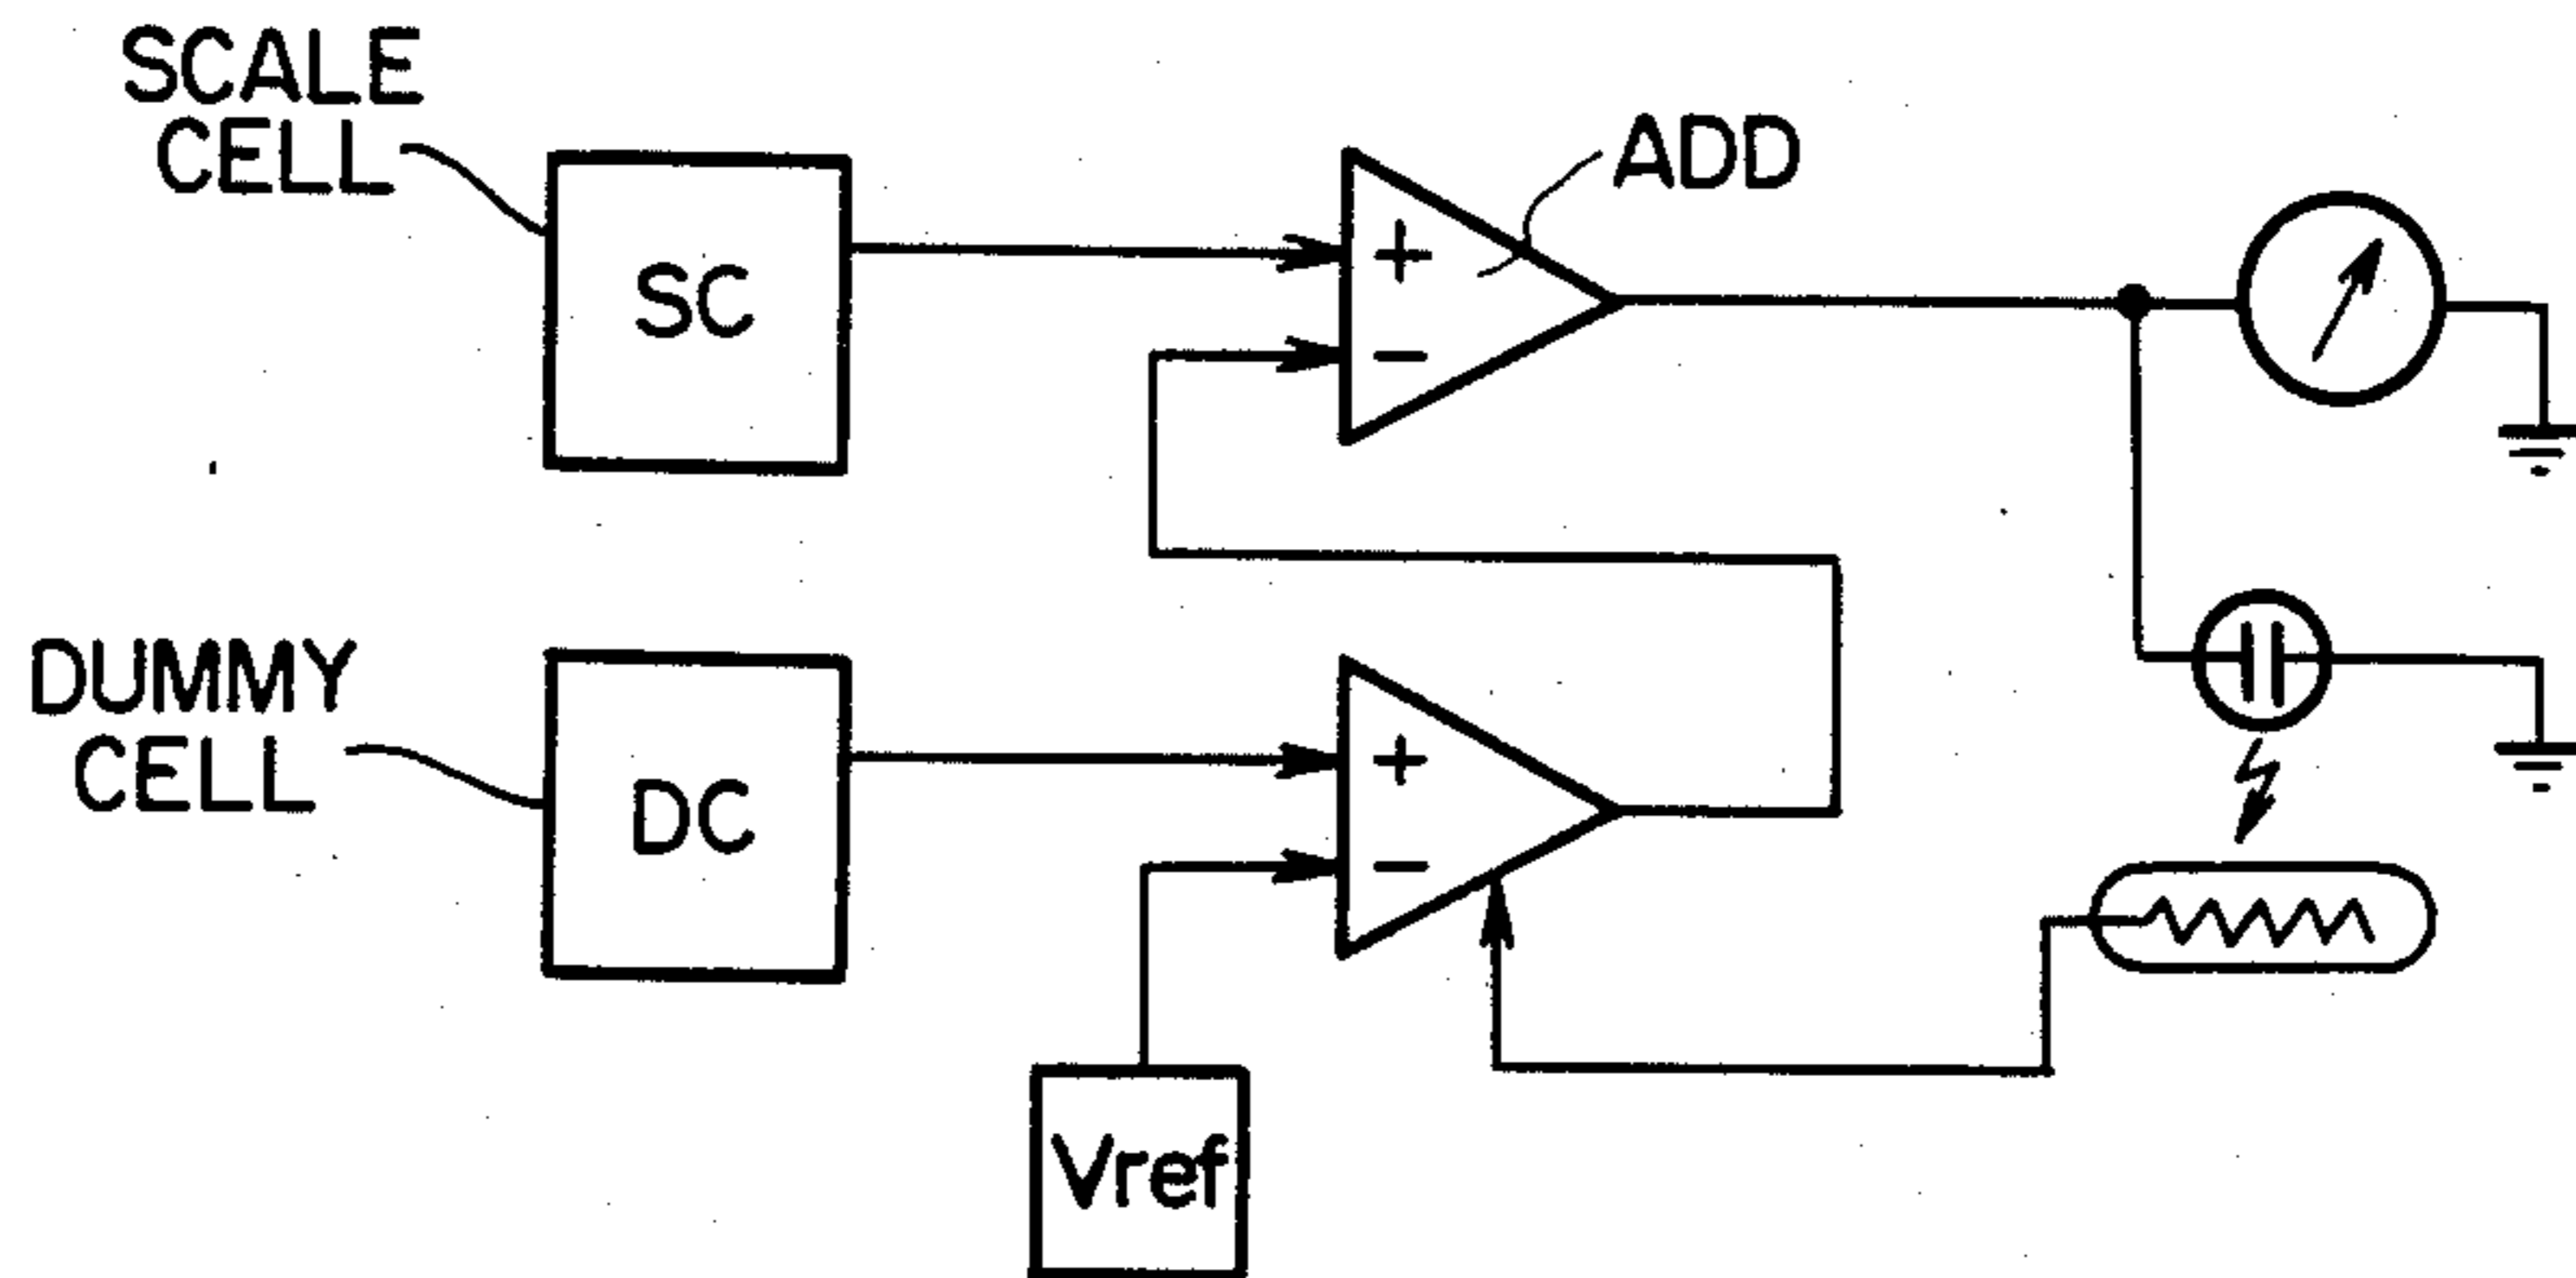 SCALE
CELL
SC
ADD
+
−
DUMMY
CELL
DC
+
−
Vref